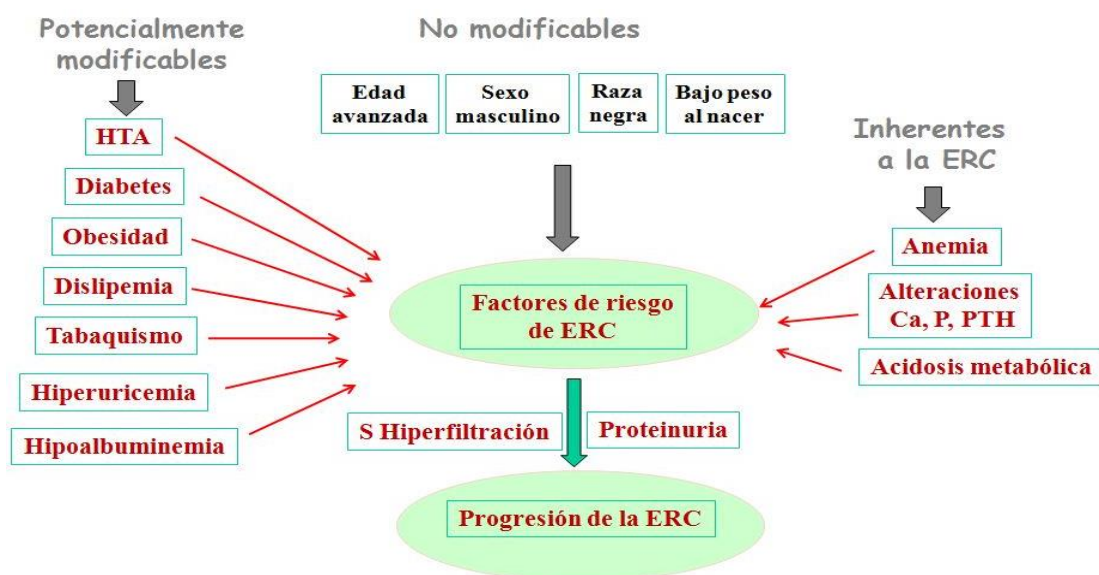 Potencialmente
modificables
HTA
Diabetes
Obesidad
Dislipemia
Tabaquismo
Hiperuricemia
Hipoalbuminemia
No modificables
Edad
avanzada
Sexo
masculino
Raza
negra
Bajo peso
al nacer
Inherentes
a la ERC
Anemia
Alteraciones
Ca, P, PTH
Acidosis metabólica
Factores de riesgo
de ERC
S Hiperfiltración
Proteinuria
Progresión de la ERC